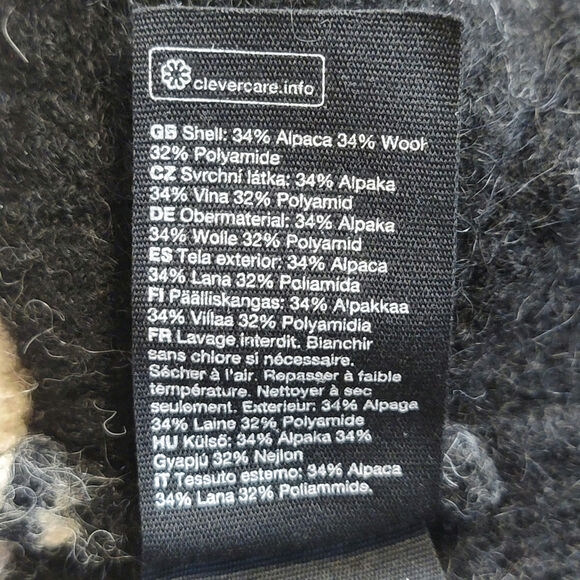 clevercare.info
GB Shell: 34% Alpaca 34% Wool
32% Polyamide
CZ Svrchní látka: 34% Alpaka
34% Vlna 32% Polyamid
DE Obermaterial: 34% Alpaka
34% Wolle 32% Polyamid
ES Tela exterior: 34% Alpaca
34% Lana 32% Poliamida
FI Päälliskangas: 34% Alpakkaa
34% Villaa 32% Polyamidia
FR Lavage interdit. Blanchir
sans chlore si nécessaire.
Sécher à l'air. Repasser à faible
température. Nettoyer à sec
seulement. Exterieur: 34% Alpaga
34% Laine 32% Polyamide
HU Külső: 34% Alpaka 34%
Gyapjú 32% Nejlon
IT Tessuto esterno: 34% Alpaca
34% Lana 32% Poliammide.